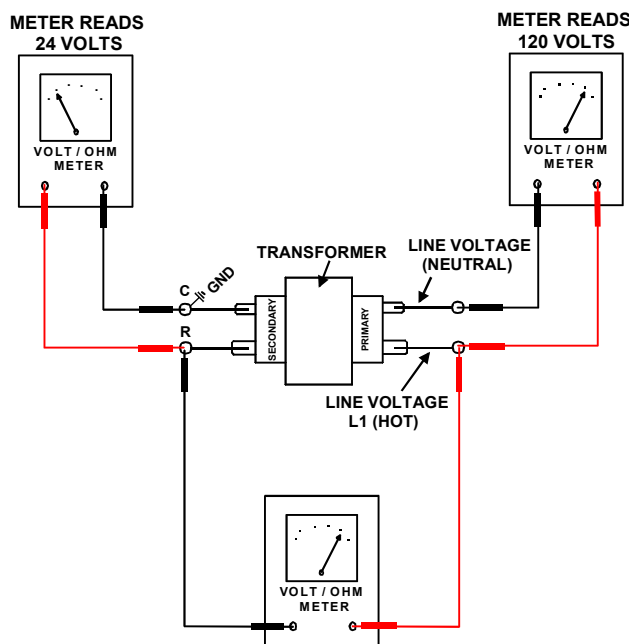 METER READS
24 VOLTS
METER READS
120 VOLTS
VOLT / OHM
METER
VOLT / OHM
METER
TRANSFORMER
LINE VOLTAGE
(NEUTRAL)
C
GND
R
SECONDARY
PRIMARY
LINE VOLTAGE
L1 (HOT)
VOLT / OHM
METER